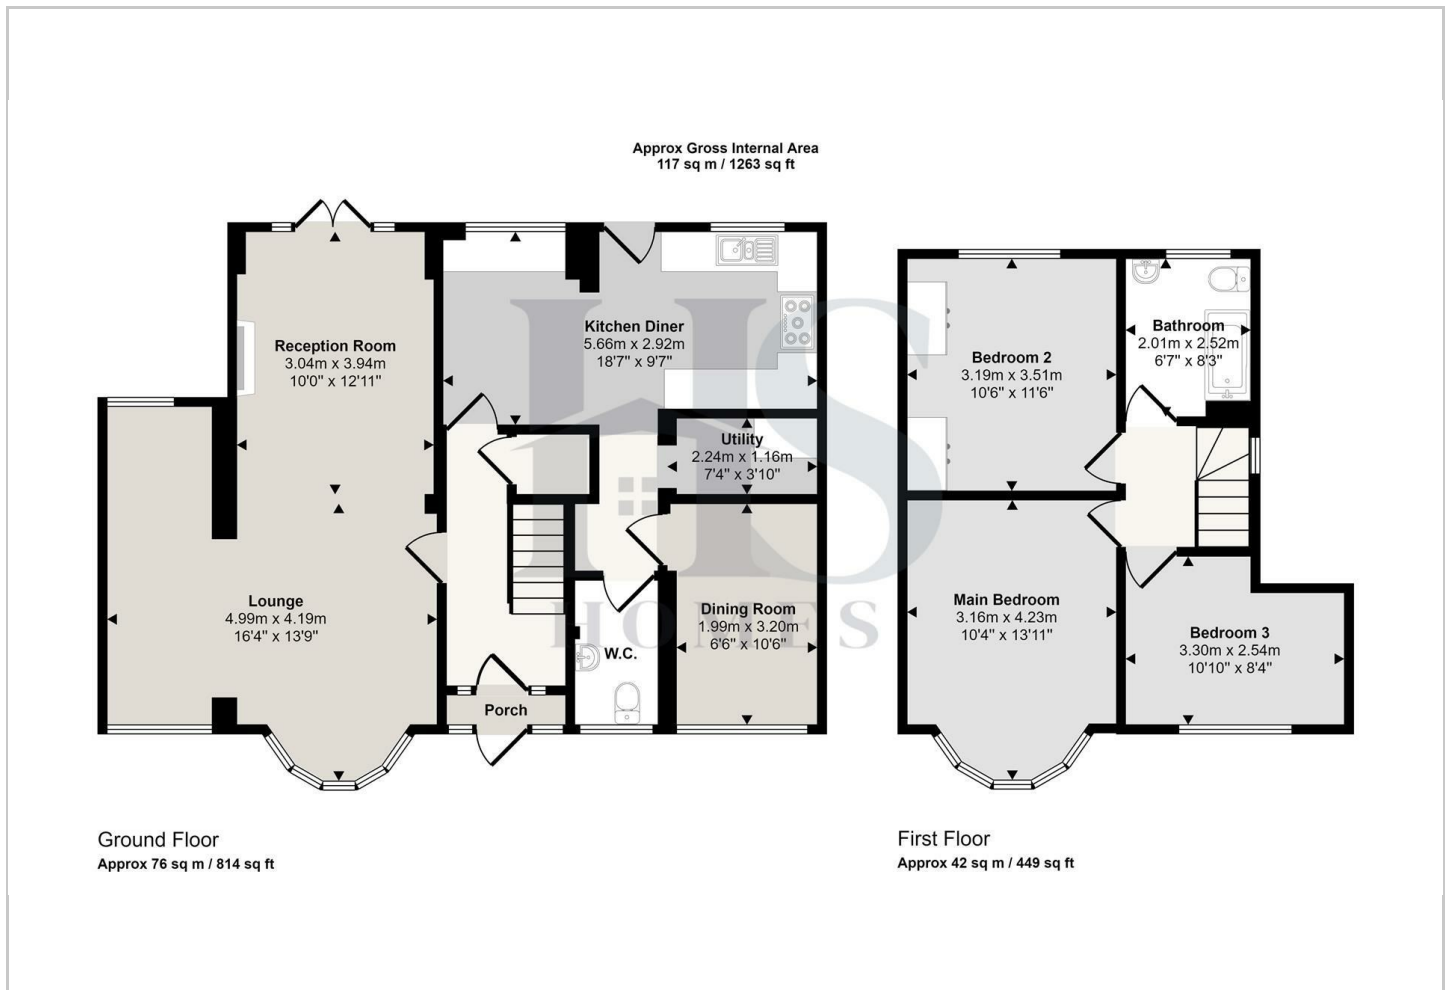 Approx Gross Internal Area
117 sq m / 1263 sq ft
Reception Room
3.04m x 3.94m
10'0" x 12'11"
Kitchen Diner
5.66m x 2.92m
18'7" x 9'7"
Utility
2.24m x 1.16m
7'4" x 3'10"
Lounge
4.99m x 4.19m
16'4" x 13'9"
Dining Room
1.99m x 3.20m
6'6" x 10'6"
W.C.
Porch
HS
HOMES
Ground Floor
Approx 76 sq m / 814 sq ft
Bedroom 2
3.19m x 3.51m
10'6" x 11'6"
Bathroom
2.01m x 2.52m
6'7" x 8'3"
Main Bedroom
3.16m x 4.23m
10'4" x 13'11"
Bedroom 3
3.30m x 2.54m
10'10" x 8'4"
First Floor
Approx 42 sq m / 449 sq ft